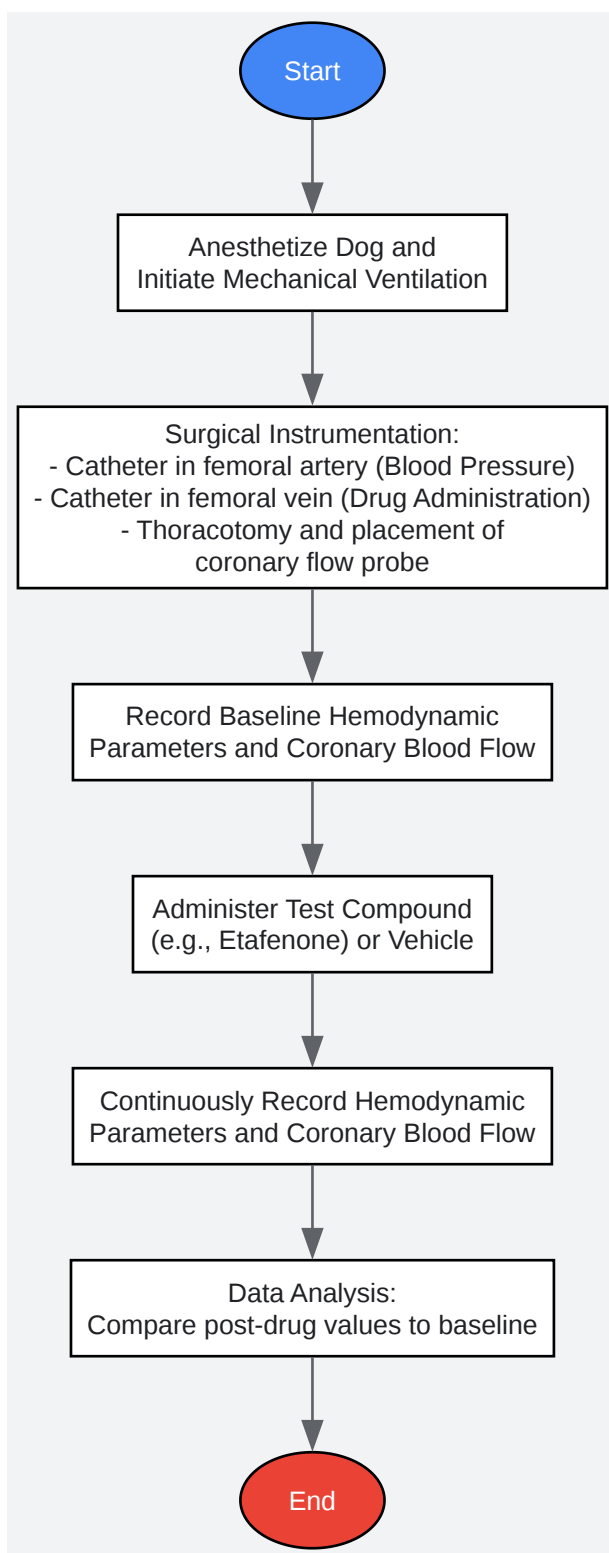 Start
Anesthetize Dog and
Initiate Mechanical Ventilation
Surgical Instrumentation:
- Catheter in femoral artery (Blood Pressure)
- Catheter in femoral vein (Drug Administration)
- Thoracotomy and placement of
coronary flow probe
Record Baseline Hemodynamic
Parameters and Coronary Blood Flow
Administer Test Compound
(e.g., Etafenone) or Vehicle
Continuously Record Hemodynamic
Parameters and Coronary Blood Flow
Data Analysis:
Compare post-drug values to baseline
End